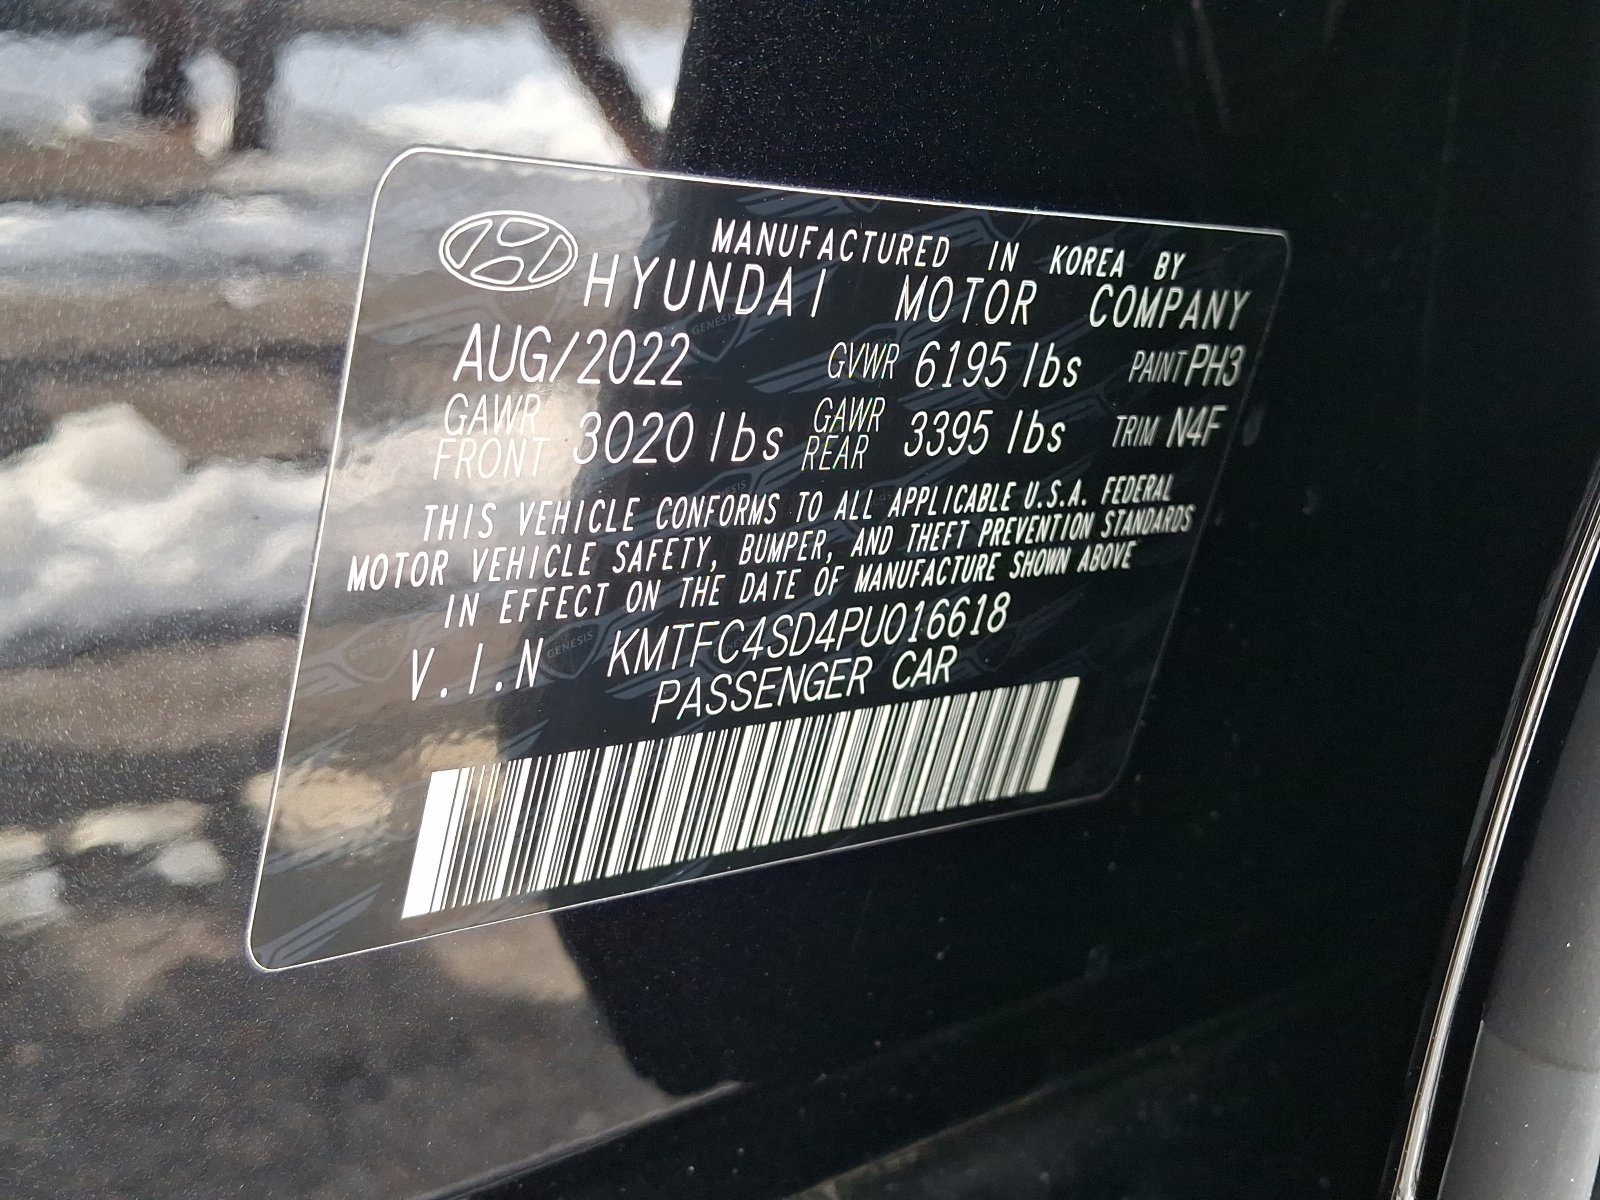 MANUFACTURED IN KOREA BY
HYUNDAI MOTOR COMPANY
AUG/2022 GVWR 6195 lbs PAINT PH3
GAWR FRONT 3020 lbs GAWR REAR 3395 lbs TRIM N4F
THIS VEHICLE CONFORMS TO ALL APPLICABLE U.S.A. FEDERAL
MOTOR VEHICLE SAFETY, BUMPER, AND THEFT PREVENTION STANDARDS
IN EFFECT ON THE DATE OF MANUFACTURE SHOWN ABOVE
V.I.N KMTFC4SD4PU016618
PASSENGER CAR
GENESIS
GENESIS